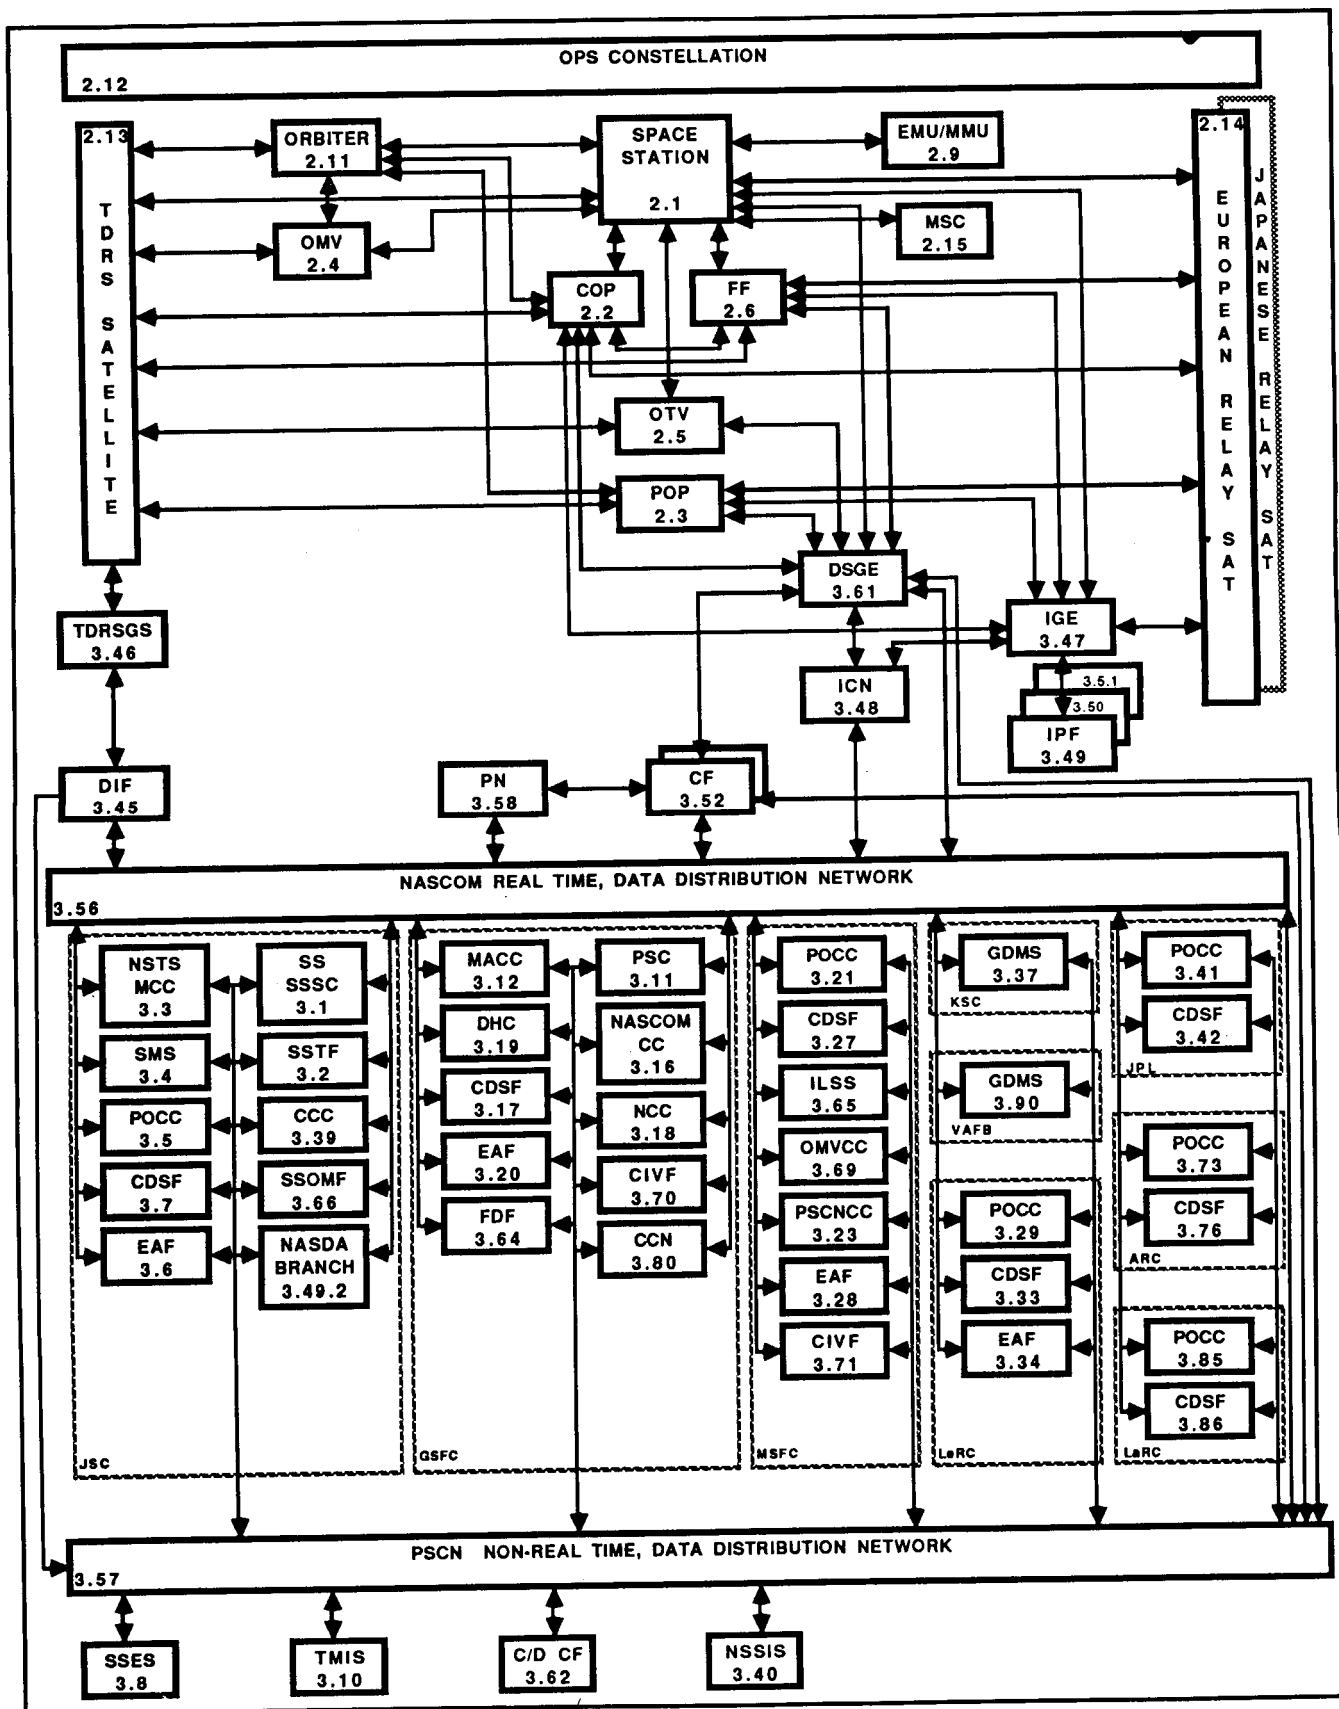 OPS CONSTELLATION
2.12
2.13
TDRS SATELLITE
ORBITER
2.11
SPACE
STATION
2.1
EMU/MMU
2.9
2.14
EUROPEAN RELAY SAT
JAPANESE RELAY SAT
OMV
2.4
MSC
2.15
COP
2.2
FF
2.6
OTV
2.5
POP
2.3
DSGE
3.61
IGE
3.47
TDRSGS
3.46
ICN
3.48
3.5.1
3.50
IPF
3.49
DIF
3.45
PN
3.58
CF
3.52
NASCOM REAL TIME, DATA DISTRIBUTION NETWORK
3.56
NSTS
MCC
3.3
SS
SSSC
3.1
SMS
3.4
SSTF
3.2
POCC
3.5
CCC
3.39
CDSF
3.7
SSOMF
3.66
EAF
3.6
NASDA
BRANCH
3.49.2
JSC
MACC
3.12
PSC
3.11
DHC
3.19
NASCOM
CC
3.16
CDSF
3.17
NCC
3.18
EAF
3.20
CIVF
3.70
FDF
3.64
CCN
3.80
GSFC
POCC
3.21
CDSF
3.27
ILSS
3.65
OMVCC
3.69
PSCNCC
3.23
EAF
3.28
CIVF
3.71
MSFC
GDMS
3.37
KSC
GDMS
3.90
VAFB
POCC
3.29
CDSF
3.33
EAF
3.34
LeRC
POCC
3.41
CDSF
3.42
JPL
POCC
3.73
CDSF
3.76
ARC
POCC
3.85
CDSF
3.86
LaRC
PSCN NON-REAL TIME, DATA DISTRIBUTION NETWORK
3.57
SSES
3.8
TMIS
3.10
C/D CF
3.62
NSSIS
3.40